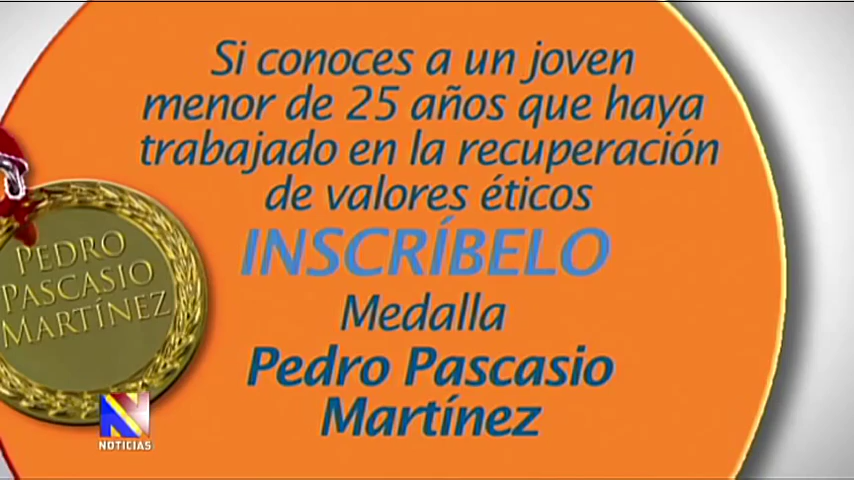 Si conoces a un joven
menor de 25 años que haya
trabajado en la recuperación
de valores éticos
INSCRÍBELO
Medalla
Pedro Pascasio
Martínez
PEDRO
PASCASIO
MARTÍNEZ
N
NOTICIAS